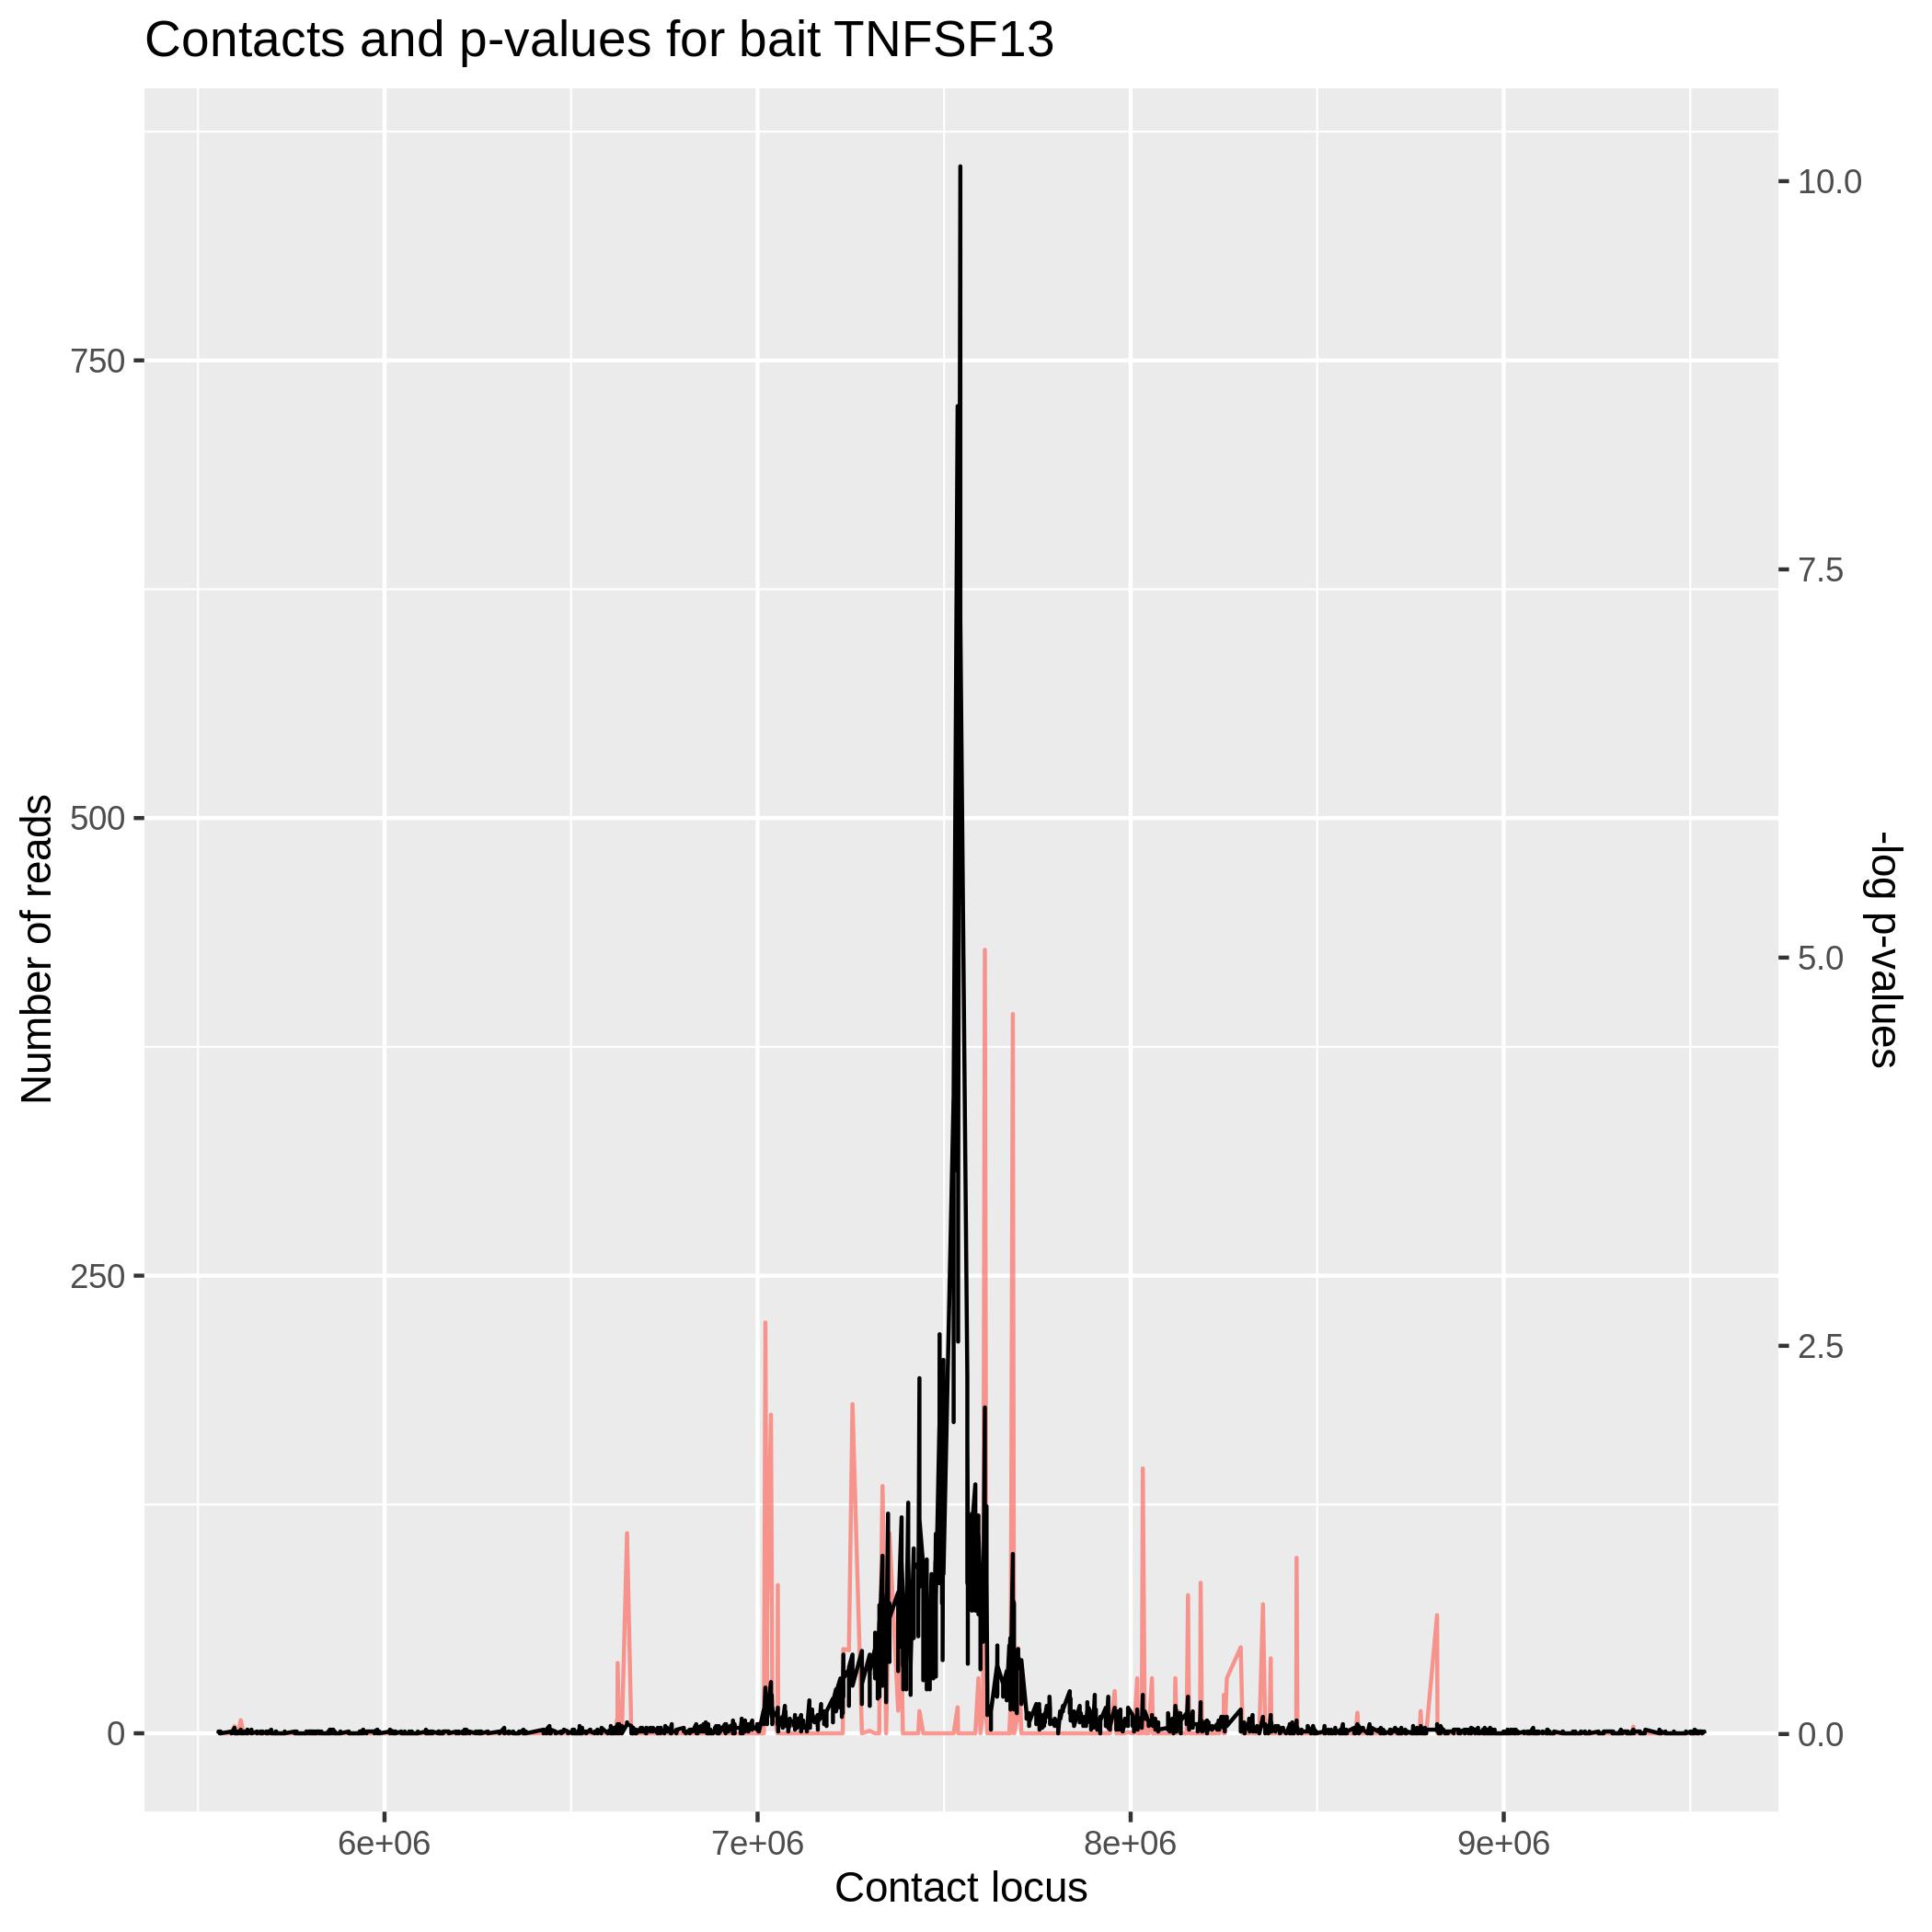 Contacts and p-values for bait TNFSF13
Number of reads
750
500
250
0
10.0
7.5
5.0
2.5
0.0
-log p-values
6e+06 7e+06 8e+06 9e+06
Contact locus